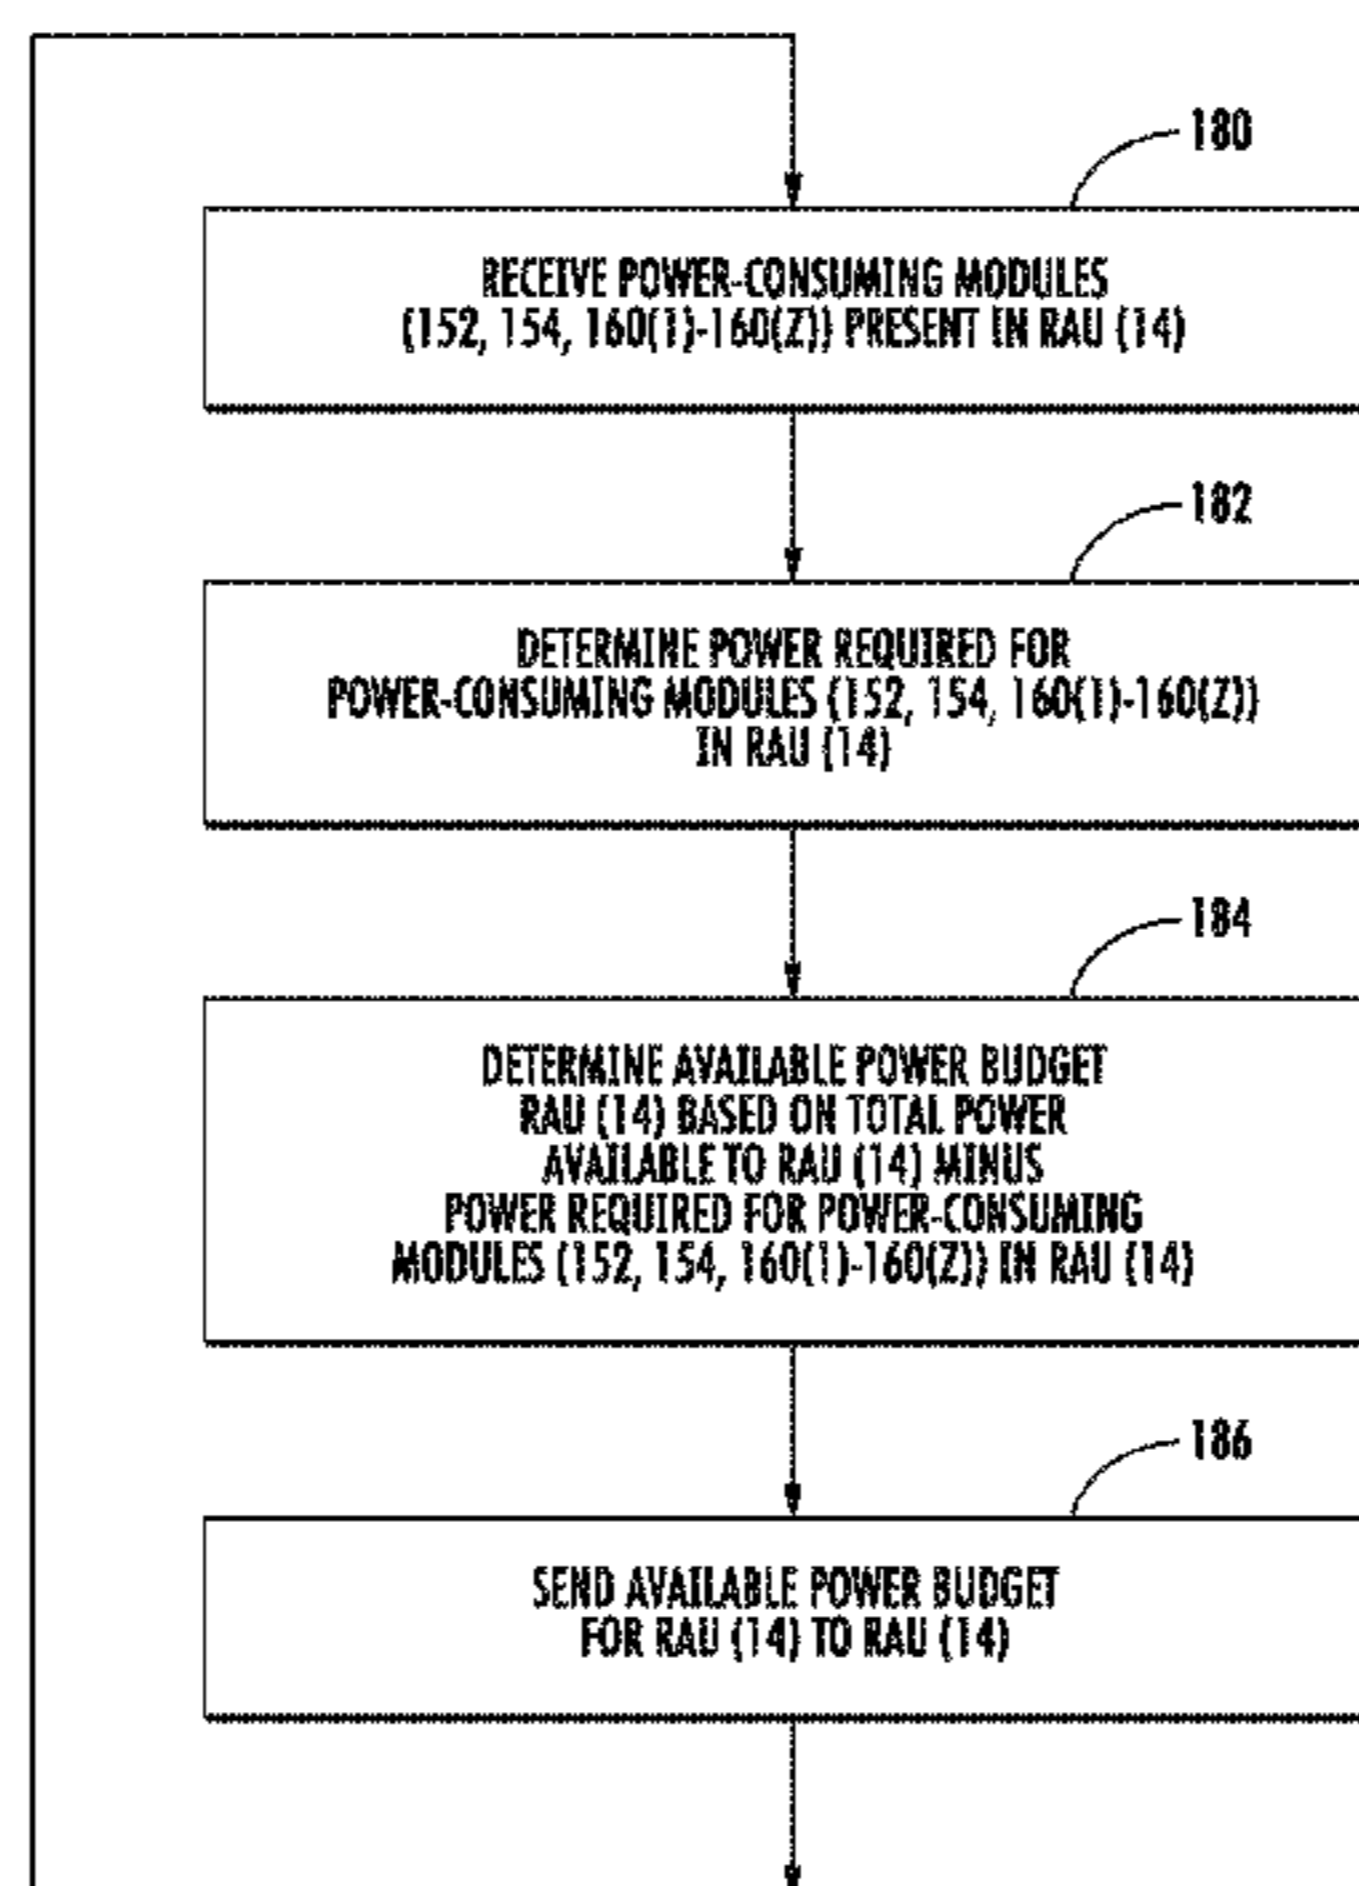 180
RECEIVE POWER-CONSUMING MODULES
(152, 154, 160(1)-160(Z)) PRESENT IN RAU (14)
182
DETERMINE POWER REQUIRED FOR
POWER-CONSUMING MODULES (152, 154, 160(1)-160(Z))
IN RAU (14)
184
DETERMINE AVAILABLE POWER BUDGET
RAU (14) BASED ON TOTAL POWER
AVAILABLE TO RAU (14) MINUS
POWER REQUIRED FOR POWER-CONSUMING
MODULES (152, 154, 160(1)-160(Z)) IN RAU (14)
186
SEND AVAILABLE POWER BUDGET
FOR RAU (14) TO RAU (14)